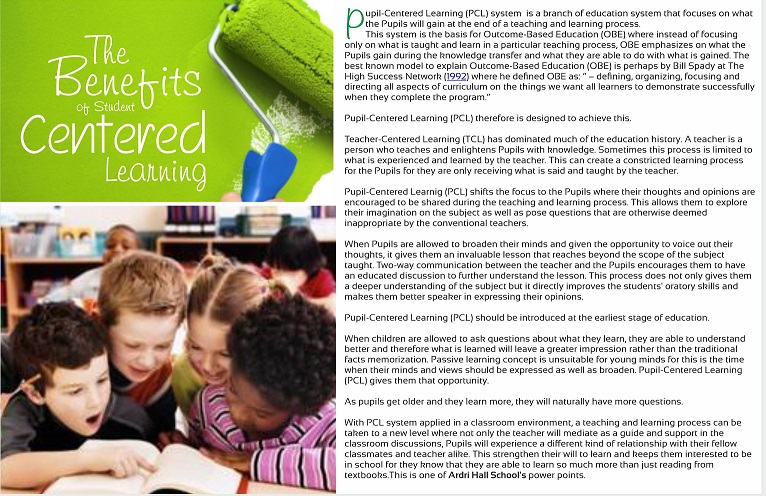 The
Benefits
of Student
Centered
Learning
Pupil-Centered Learning (PCL) system is a branch of education system that focuses on what
the Pupils will gain at the end of a teaching and learning process.
This system is the basis for Outcome-Based Education (OBE) where instead of focusing
only on what is taught and learn in a particular teaching process, OBE emphasizes on what the
Pupils gain during the knowledge transfer and what they are able to do with what is gained. The
best known model to explain Outcome-Based Education (OBE) is perhaps by Bill Spady at The
High Success Network (1992) where he defined OBE as: " – defining, organizing, focusing and
directing all aspects of curriculum on the things we want all learners to demonstrate successfully
when they complete the program."
Pupil-Centered Learning (PCL) therefore is designed to achieve this.
Teacher-Centered Learning (TCL) has dominated much of the education history. A teacher is a
person who teaches and enlightens Pupils with knowledge. Sometimes this process is limited to
what is experienced and learned by the teacher. This can create a constricted learning process
for the Pupils for they are only receiving what is said and taught by the teacher.
Pupil-Centered Learnig (PCL) shifts the focus to the Pupils where their thoughts and opinions are
encouraged to be shared during the teaching and learning process. This allows them to explore
their imagination on the subject as well as pose questions that are otherwise deemed
inappropriate by the conventional teachers.
When Pupils are allowed to broaden their minds and given the opportunity to voice out their
thoughts, it gives them an invaluable lesson that reaches beyond the scope of the subject
taught. Two-way communication between the teacher and the Pupils encourages them to have
an educated discussion to further understand the lesson. This process does not only gives them
a deeper understanding of the subject but it directly improves the students' oratory skills and
makes them better speaker in expressing their opinions.
Pupil-Centered Learning (PCL) should be introduced at the earliest stage of education.
When children are allowed to ask questions about what they learn, they are able to understand
better and therefore what is learned will leave a greater impression rather than the traditional
facts memorization. Passive learning concept is unsuitable for young minds for this is the time
when their minds and views should be expressed as well as broaden. Pupil-Centered Learning
(PCL) gives them that opportunity.
As pupils get older and they learn more, they will naturally have more questions.
With PCL system applied in a classroom environment, a teaching and learning process can be
taken to a new level where not only the teacher will mediate as a guide and support in the
classroom discussions, Pupils will experience a different kind of relationship with their fellow
classmates and teacher alike. This strengthen their will to learn and keeps them interested to be
in school for they know that they are able to learn so much more than just reading from
textbooks.This is one of Ardri Hall School's power points.